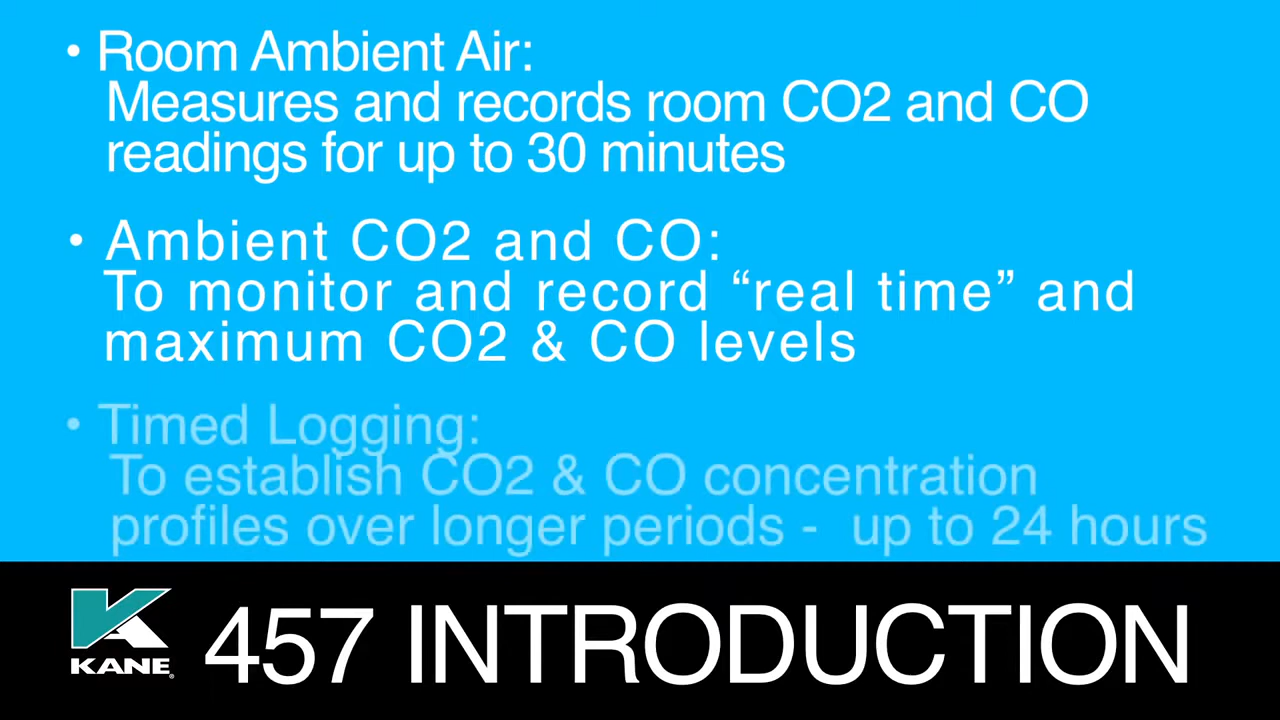 • Room Ambient Air:
Measures and records room CO2 and CO
readings for up to 30 minutes
• Ambient CO2 and CO:
To monitor and record “real time” and
maximum CO2 & CO levels
• Timed Logging:
To establish CO2 & CO concentration
profiles over longer periods -  up to 24 hours
KANE®
457 INTRODUCTION